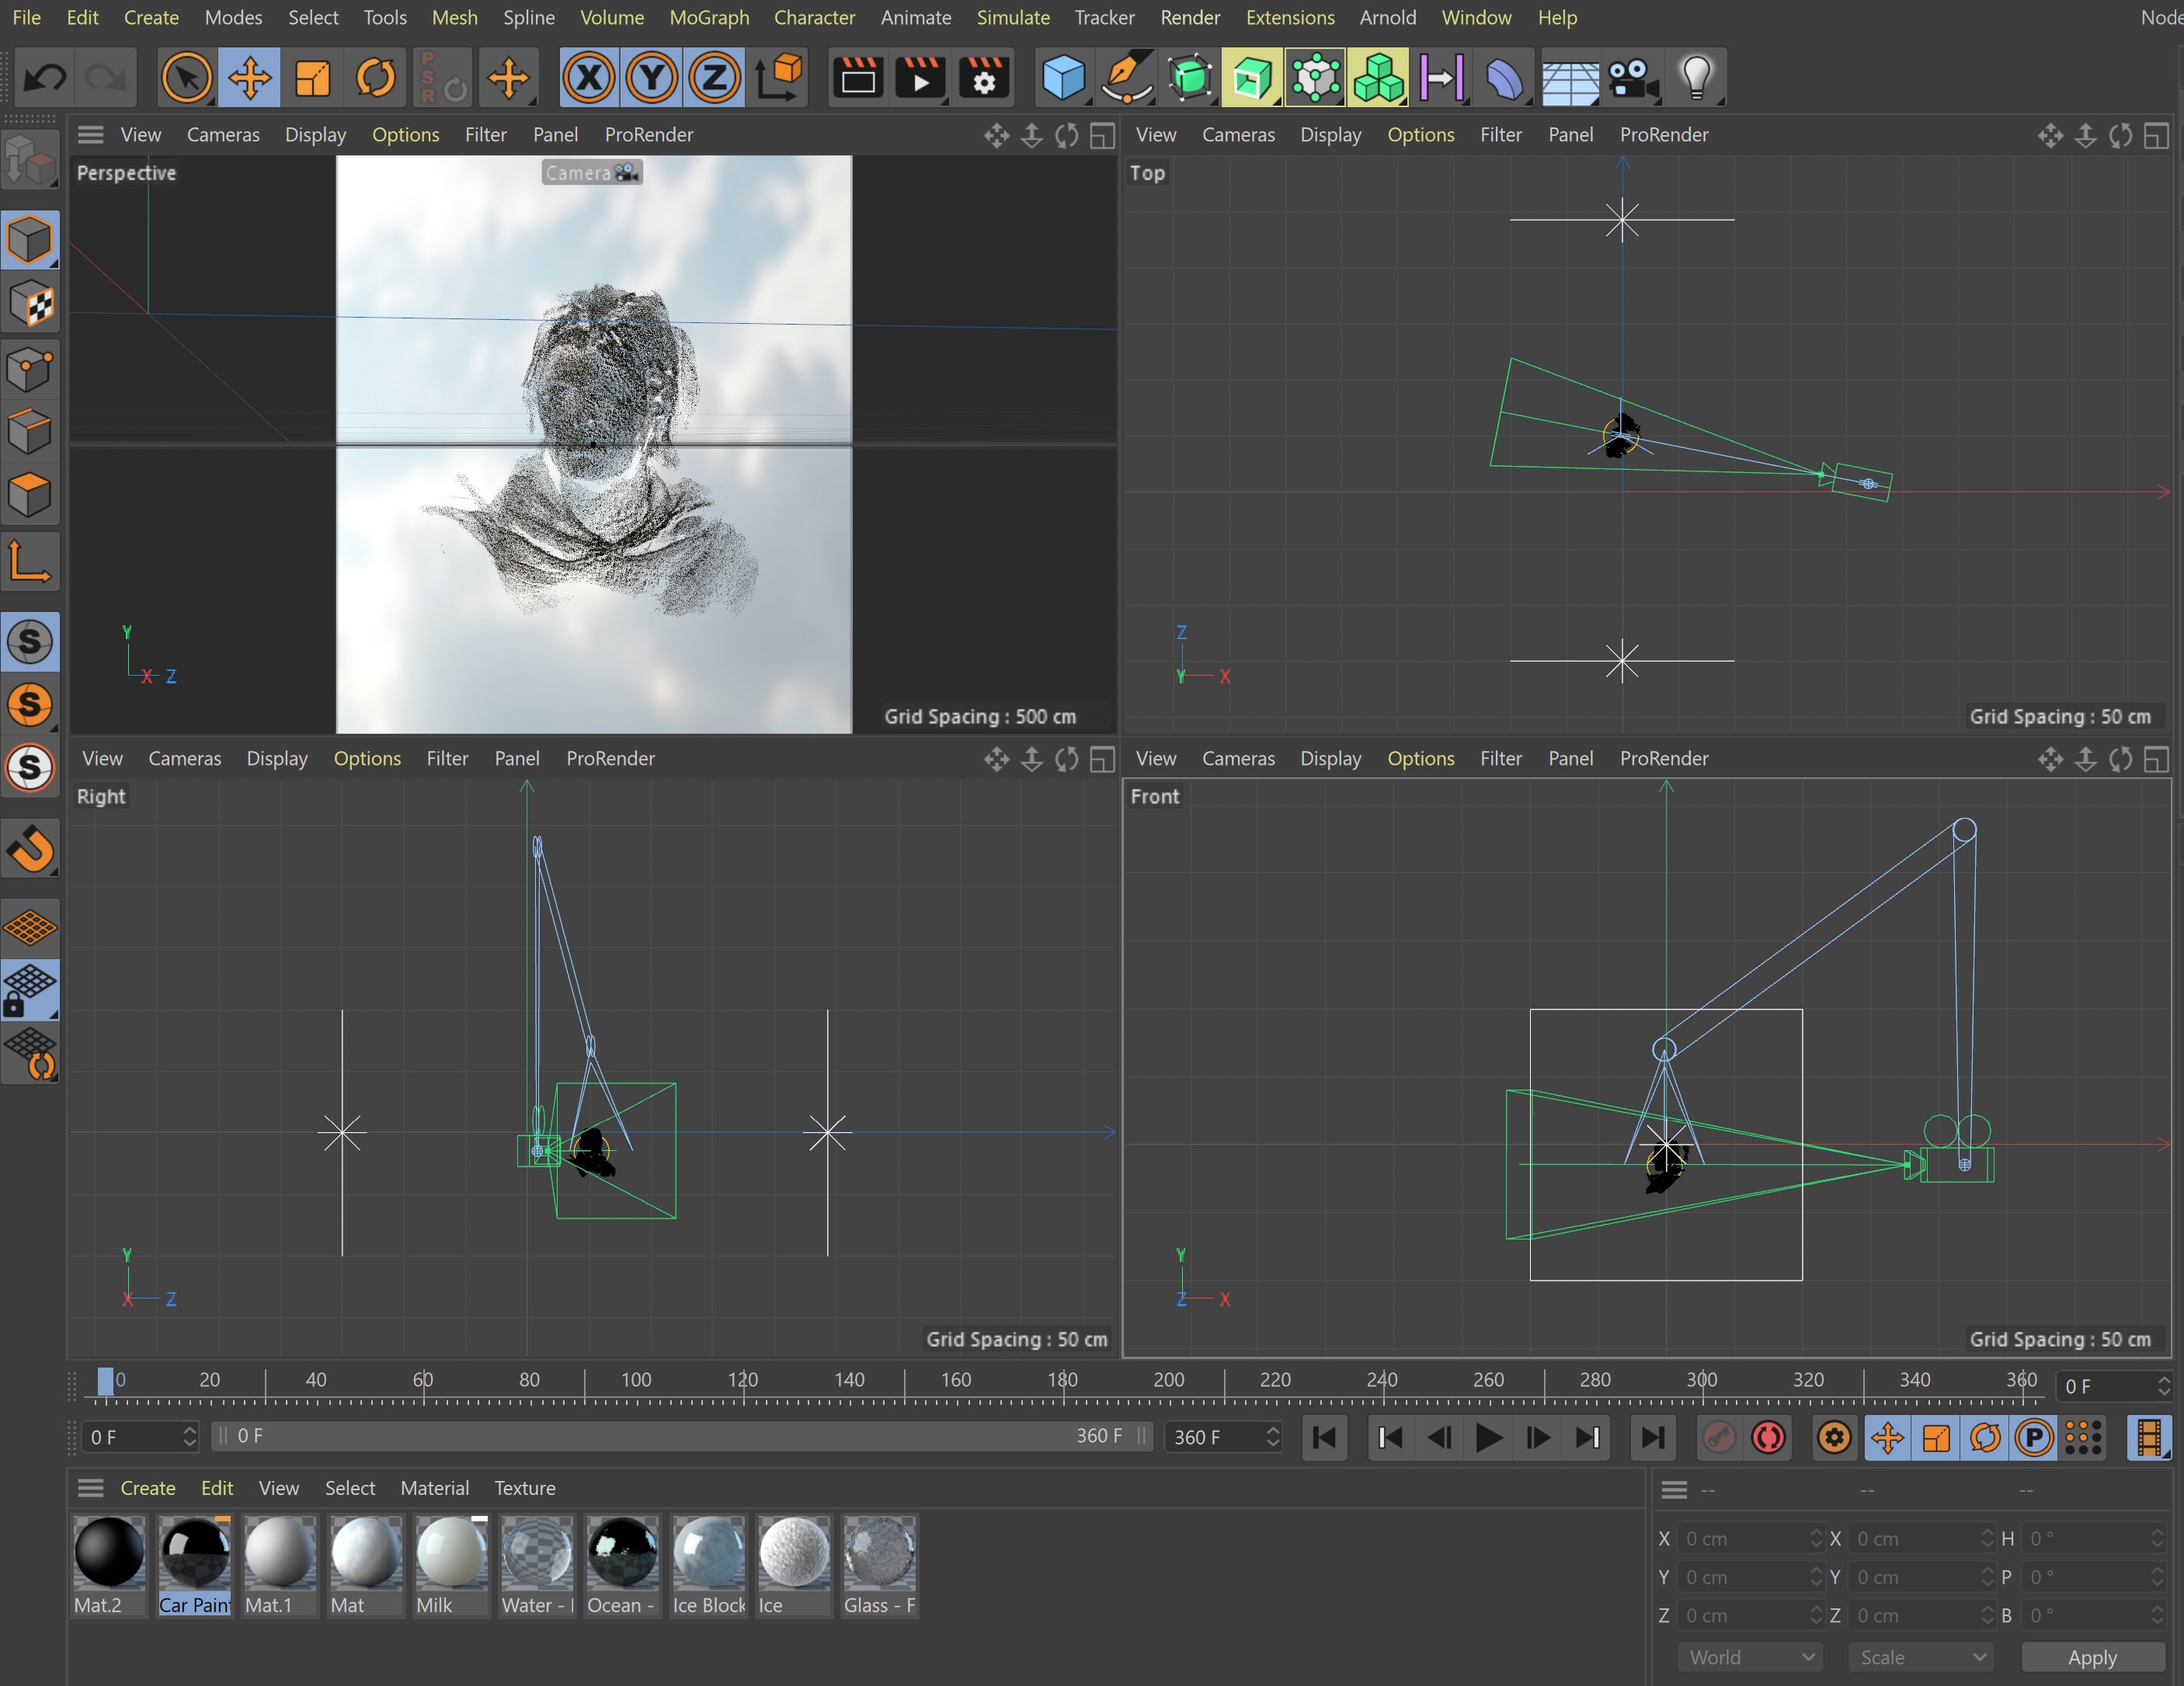 File Edit Create Modes Select Tools Mesh Spline Volume MoGraph Character Animate Simulate Tracker Render Extensions Arnold Window Help Node
P S R X Y Z
View Cameras Display Options Filter Panel ProRender
Perspective
Camera
Y
X Z
Grid Spacing : 500 cm
View Cameras Display Options Filter Panel ProRender
Top
Z
Y X
Grid Spacing : 50 cm
S
S
S
View Cameras Display Options Filter Panel ProRender
Right
Y
X Z
Grid Spacing : 50 cm
View Cameras Display Options Filter Panel ProRender
Front
Y
Z X
Grid Spacing : 50 cm
0 20 40 60 80 100 120 140 160 180 200 220 240 260 280 300 320 340 360 0 F
0 F 0 F 360 F 360 F P
Create Edit View Select Material Texture
Mat.2 Car Paint Mat.1 Mat Milk Water - Ocean - Ice Block Ice Glass - F
-- -- --
X 0 cm X 0 cm H 0 °
Y 0 cm Y 0 cm P 0 °
Z 0 cm Z 0 cm B 0 °
World Scale Apply